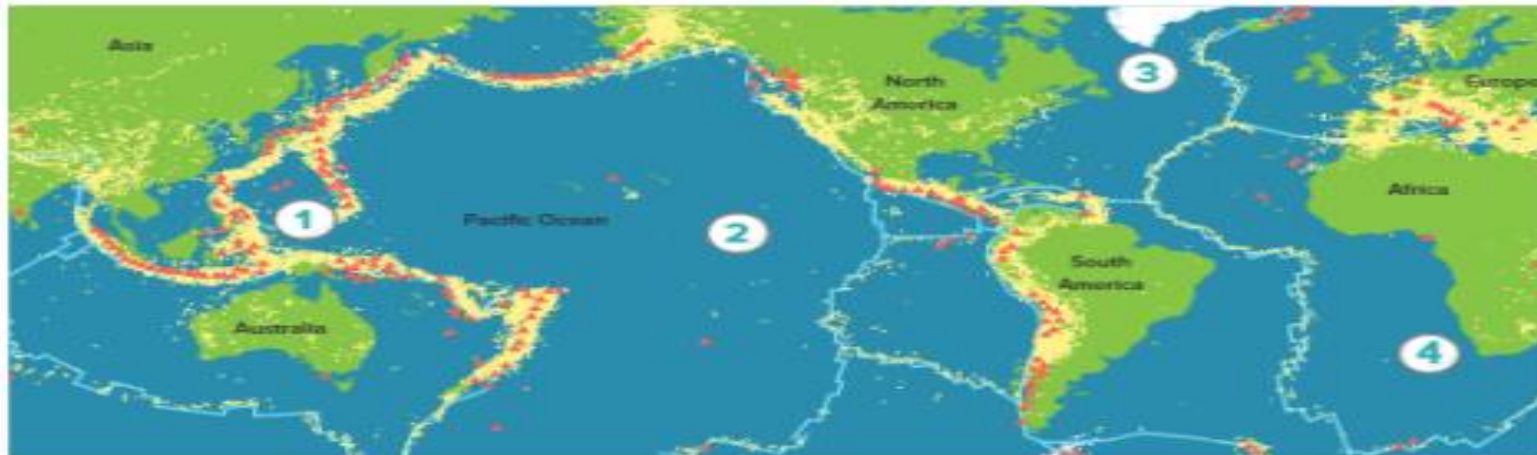 Asia
3
North
America
Europe
Africa
1
Pacific Ocean
2
South
America
Australia
4